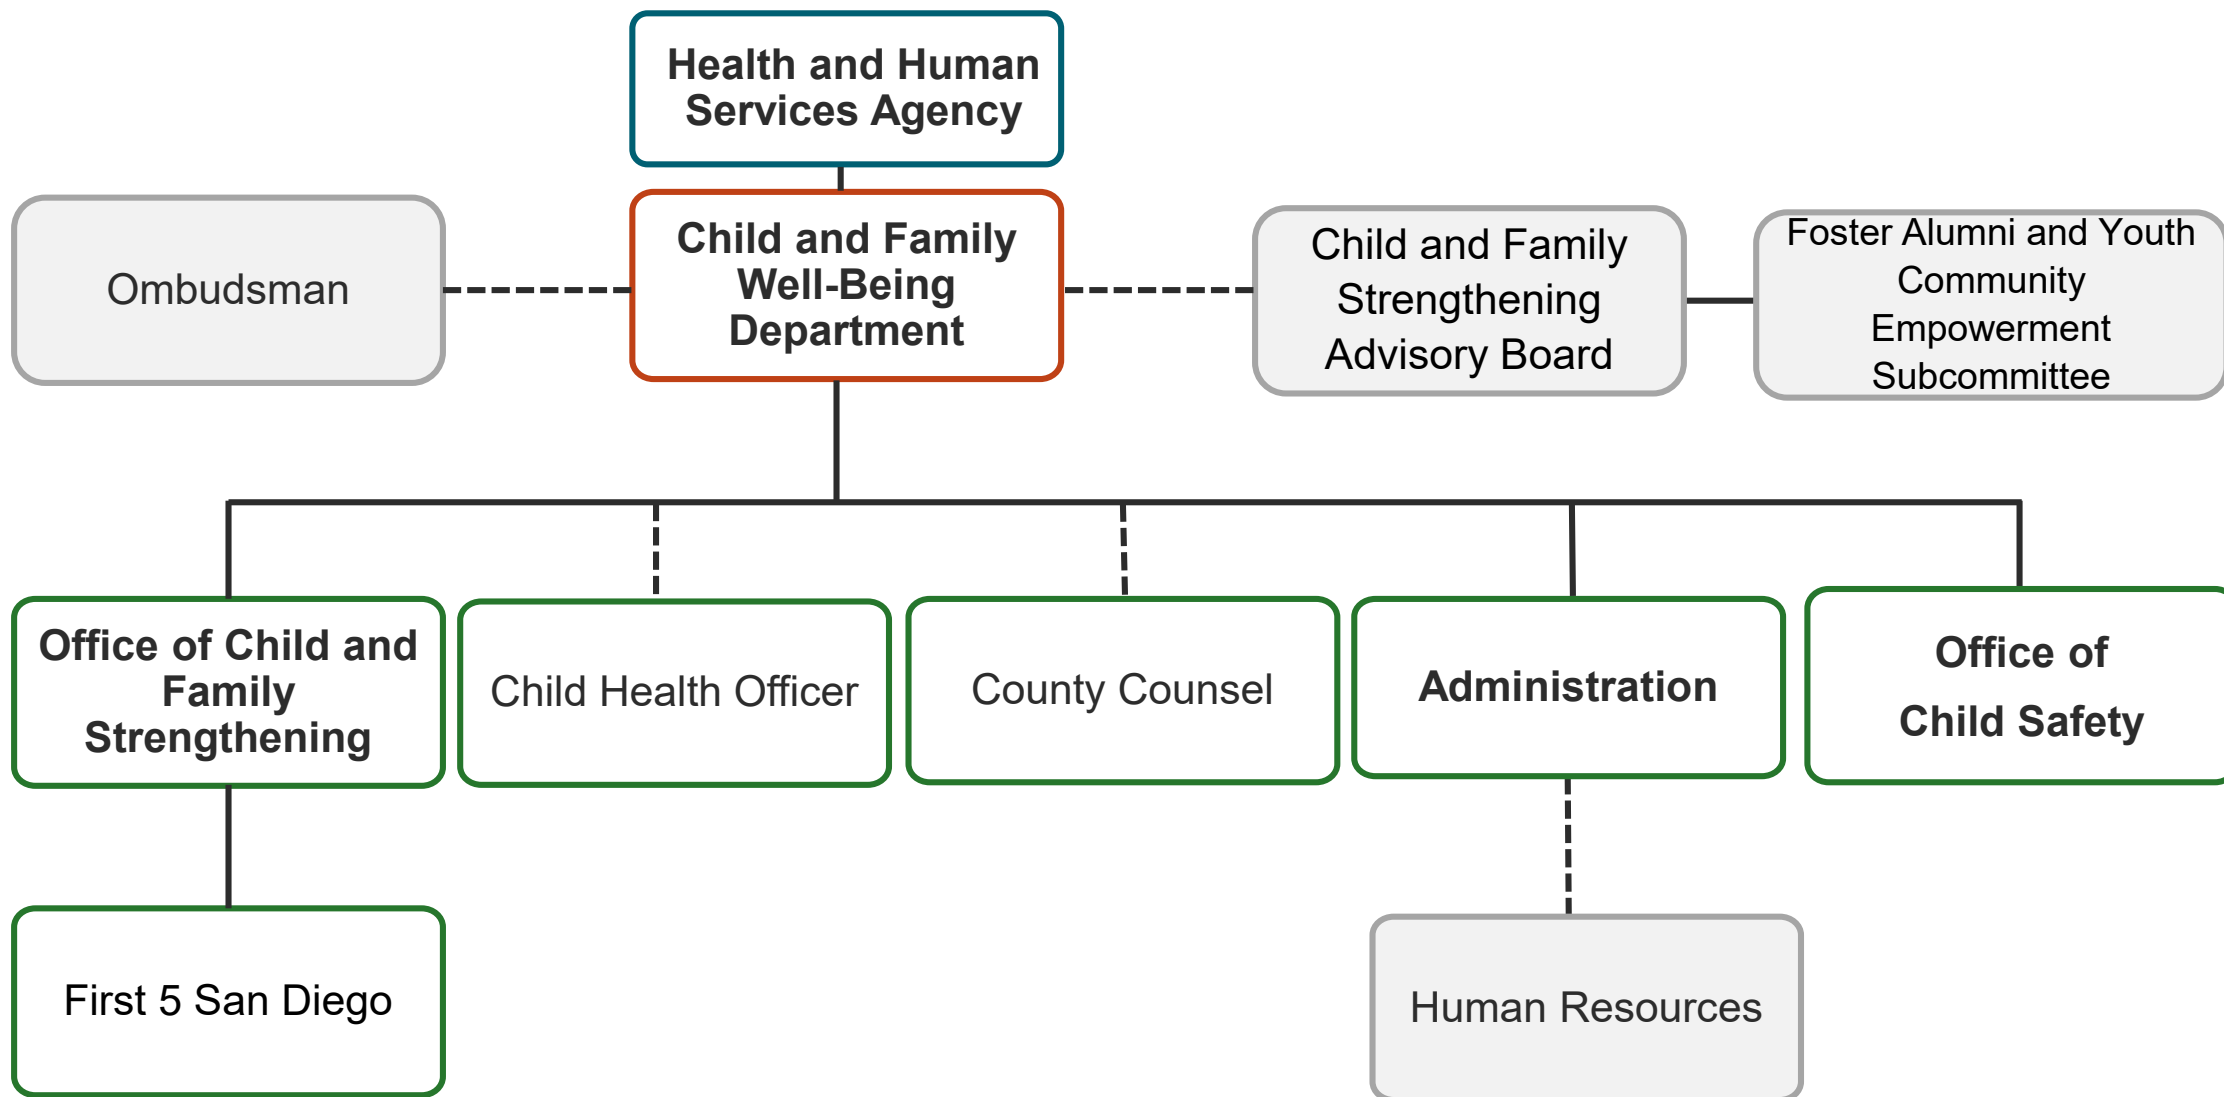 Health and Human
Services Agency
Ombudsman
Child and Family
Well-Being
Department
Child and Family
Strengthening
Advisory Board
Foster Alumni and Youth
Community
Empowerment
Subcommittee
Office of Child and
Family
Strengthening
Child Health Officer
County Counsel
Administration
Office of
Child Safety
First 5 San Diego
Human Resources